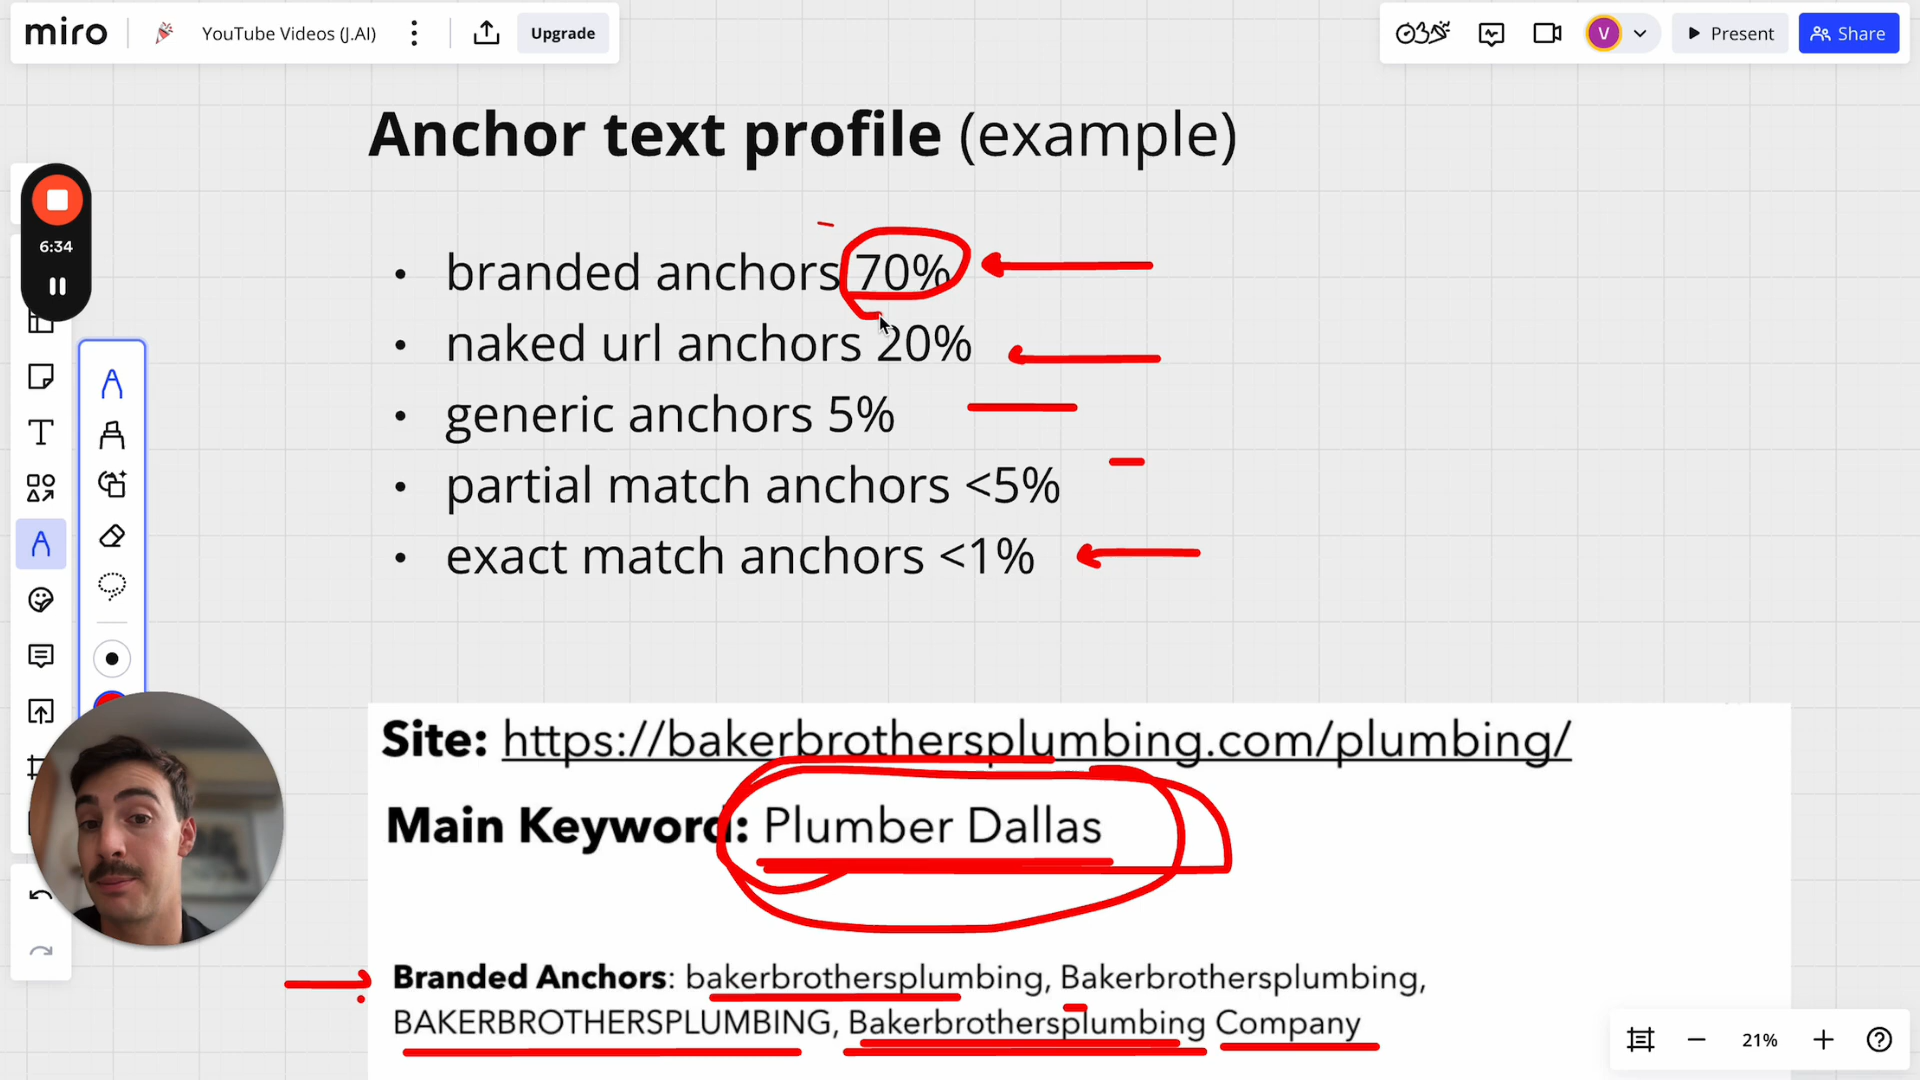 miro
YouTube Videos (J.AI)
Upgrade
V
Present
Share
Anchor text profile (example)
6:34
• branded anchors 70%
• naked url anchors 20%
• generic anchors 5%
• partial match anchors <5%
• exact match anchors <1%
Site: https://bakerbrothersplumbing.com/plumbing/
Main Keyword: Plumber Dallas
Branded Anchors: bakerbrothersplumbing, Bakerbrothersplumbing,
BAKERBROTHERSPLUMBING, Bakerbrothersplumbing Company
21%